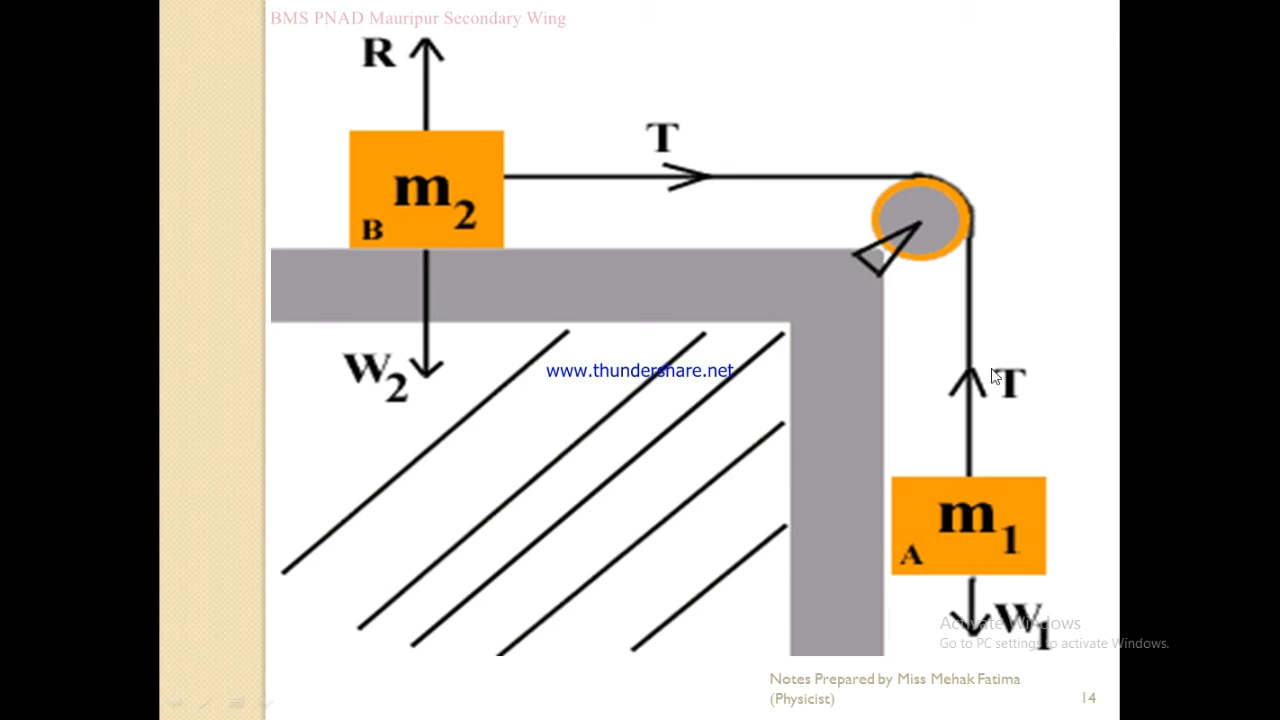 BMS PNAD Mauripur Secondary Wing
R
T
m2
B
W2
www.thundershare.net
T
m1
A
W1
Activate Windows
Go to PC settings to activate Windows.
Notes Prepared by Miss Mehak Fatima
(Physicist)
14